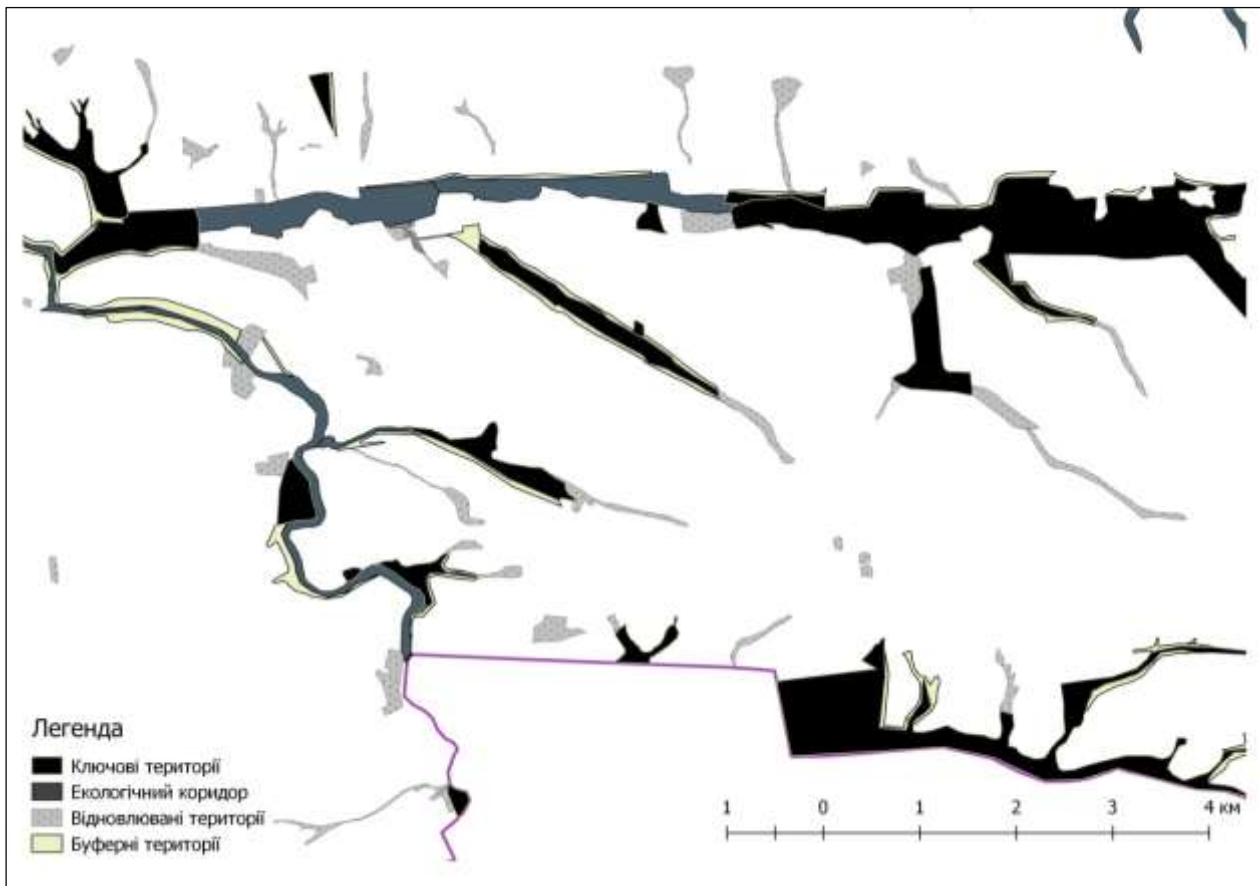 Легенда
Ключові території
Екологічний коридор
Відновлювані території
Буферні території
1 0 1 2 3 4 км